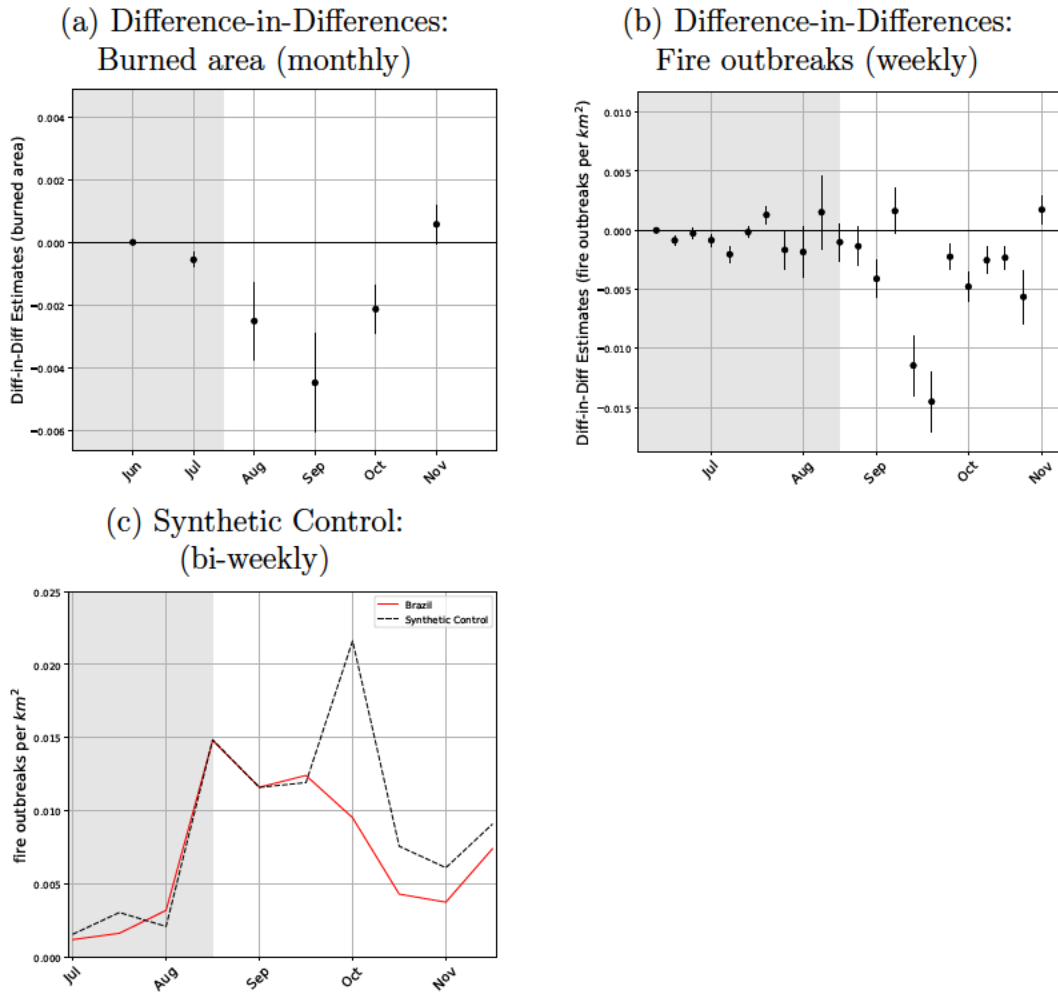 (a) Difference-in-Differences:
Burned area (monthly)
Diff-in-Diff Estimates (burned area)
0.004
0.002
0.000
−0.002
−0.004
−0.006
Jun
Jul
Aug
Sep
Oct
Nov
(b) Difference-in-Differences:
Fire outbreaks (weekly)
Diff-in-Diff Estimates (fire outbreaks per km²)
0.010
0.005
0.000
−0.005
−0.010
−0.015
Jul
Aug
Sep
Oct
Nov
(c) Synthetic Control:
(bi-weekly)
fire outbreaks per km²
0.025
0.020
0.015
0.010
0.005
0.000
Brazil
Synthetic Control
Jul
Aug
Sep
Oct
Nov